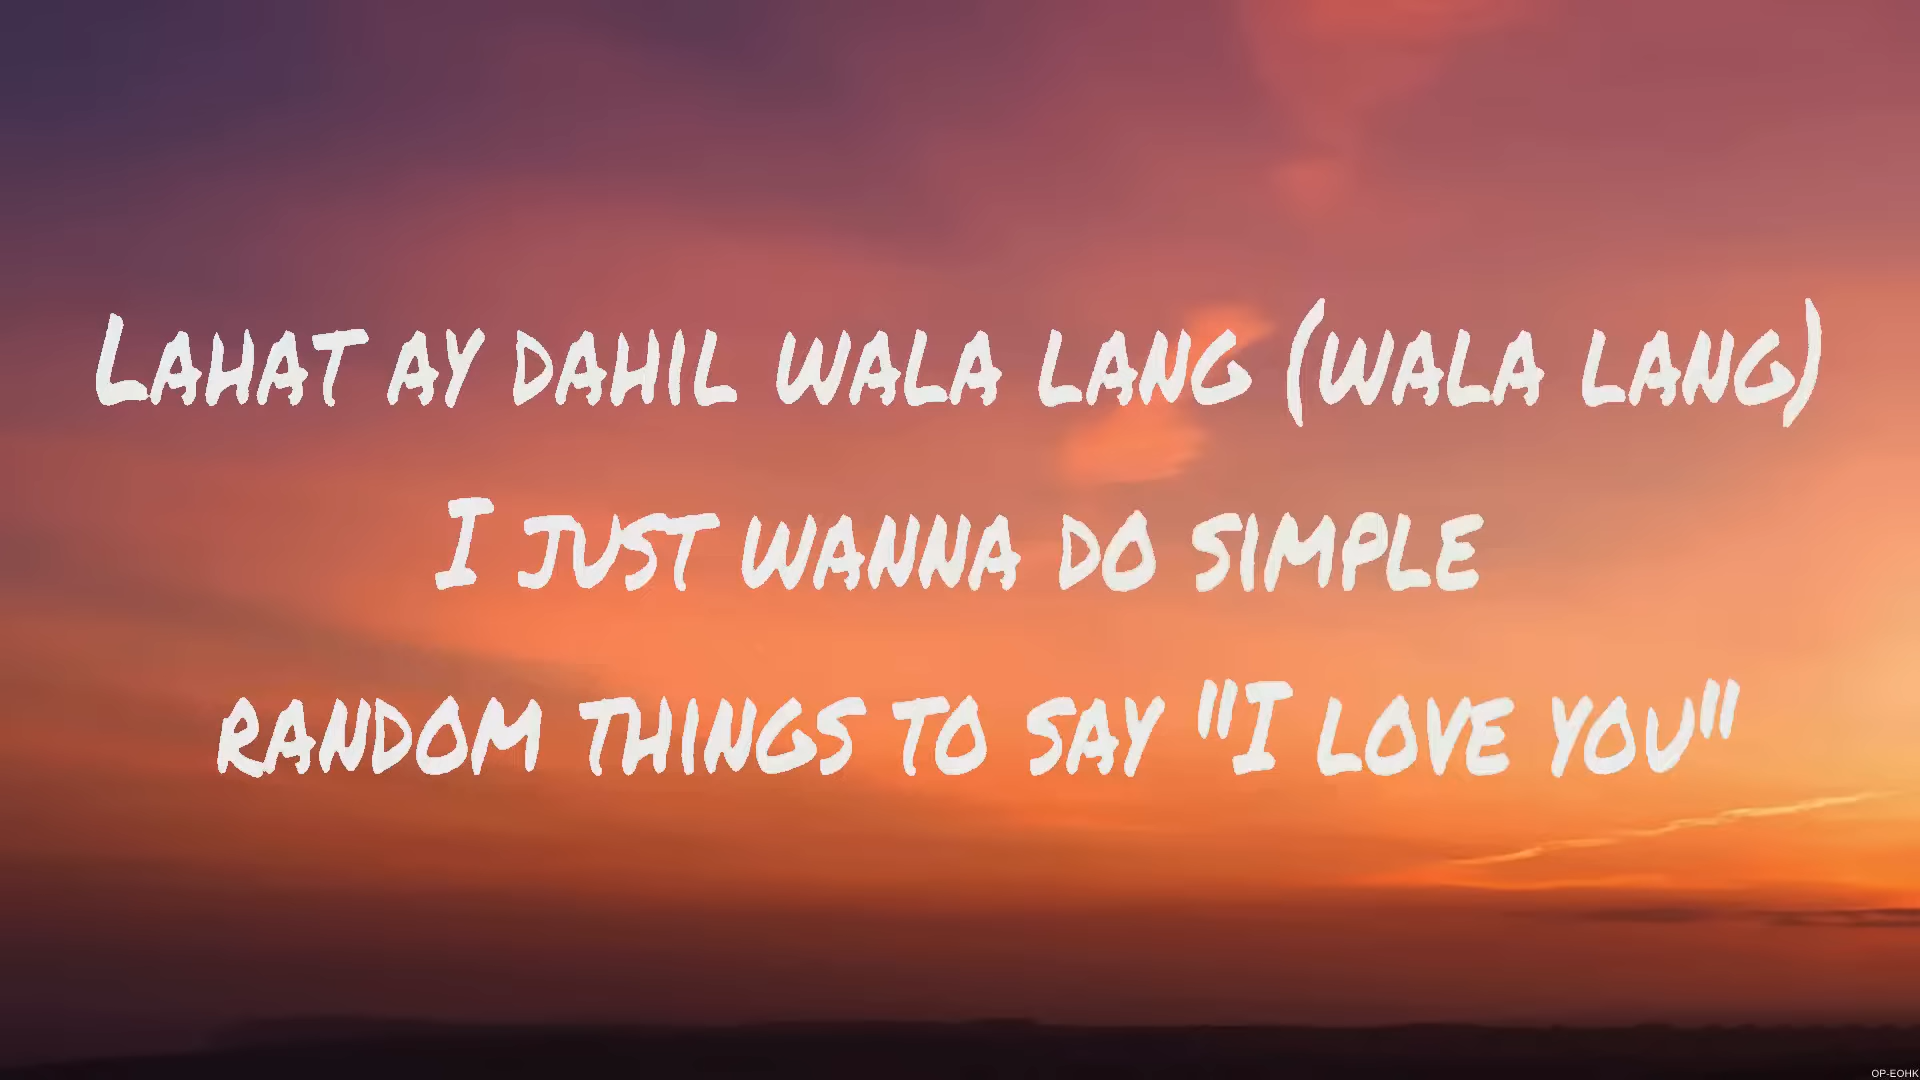 Lahat ay dahil wala lang (wala lang)
I just wanna do simple
random things to say "I love you"
OP-EOHK